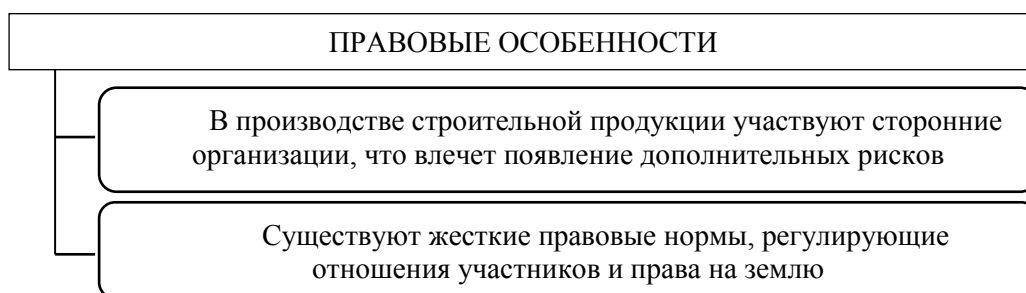 ПРАВОВЫЕ ОСОБЕННОСТИ
В производстве строительной продукции участвуют сторонние
организации, что влечет появление дополнительных рисков
Существуют жесткие правовые нормы, регулирующие
отношения участников и права на землю